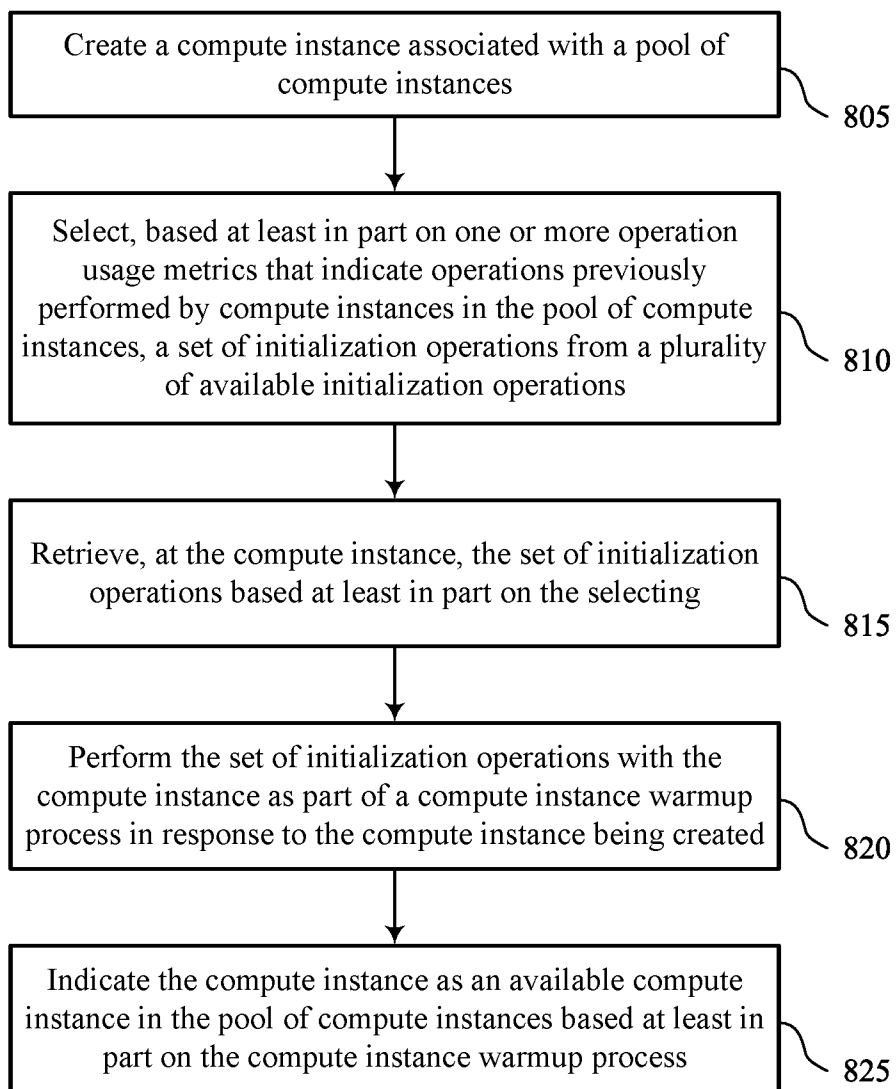 Create a compute instance associated with a pool of
compute instances
805
Select, based at least in part on one or more operation
usage metrics that indicate operations previously
performed by compute instances in the pool of compute
instances, a set of initialization operations from a plurality
of available initialization operations
810
Retrieve, at the compute instance, the set of initialization
operations based at least in part on the selecting
815
Perform the set of initialization operations with the
compute instance as part of a compute instance warmup
process in response to the compute instance being created
820
Indicate the compute instance as an available compute
instance in the pool of compute instances based at least in
part on the compute instance warmup process
825